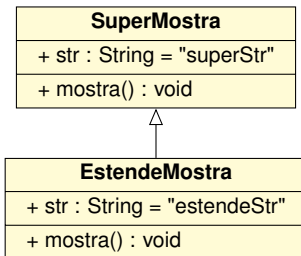 SuperMostra
+ str : String = "superStr"
+ mostra() : void
EstendeMostra
+ str : String = "estendeStr"
+ mostra() : void